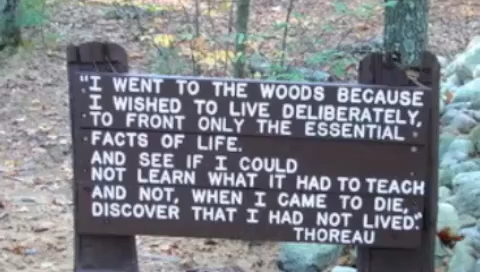 "I WENT TO THE WOODS BECAUSE
I WISHED TO LIVE DELIBERATELY,
TO FRONT ONLY THE ESSENTIAL
FACTS OF LIFE.
AND SEE IF I COULD
NOT LEARN WHAT IT HAD TO TEACH
AND NOT, WHEN I CAME TO DIE,
DISCOVER THAT I HAD NOT LIVED."
THOREAU